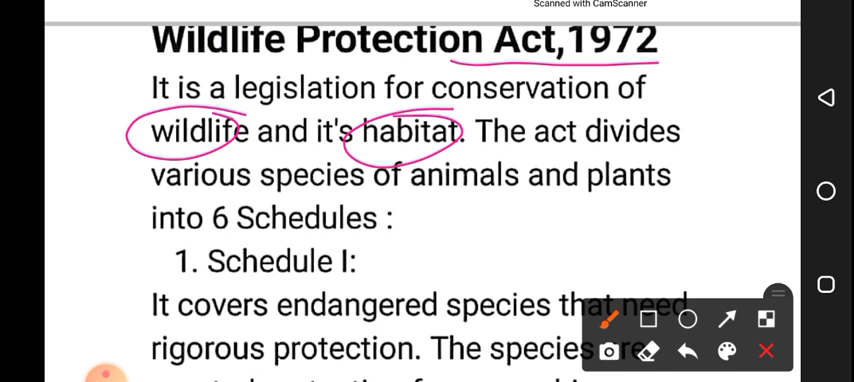 Scanned with CamScanner
Wildlife Protection Act,1972
It is a legislation for conservation of
wildlife and it's habitat. The act divides
various species of animals and plants
into 6 Schedules :
1. Schedule I:
It covers endangered species that need
rigorous protection. The species are